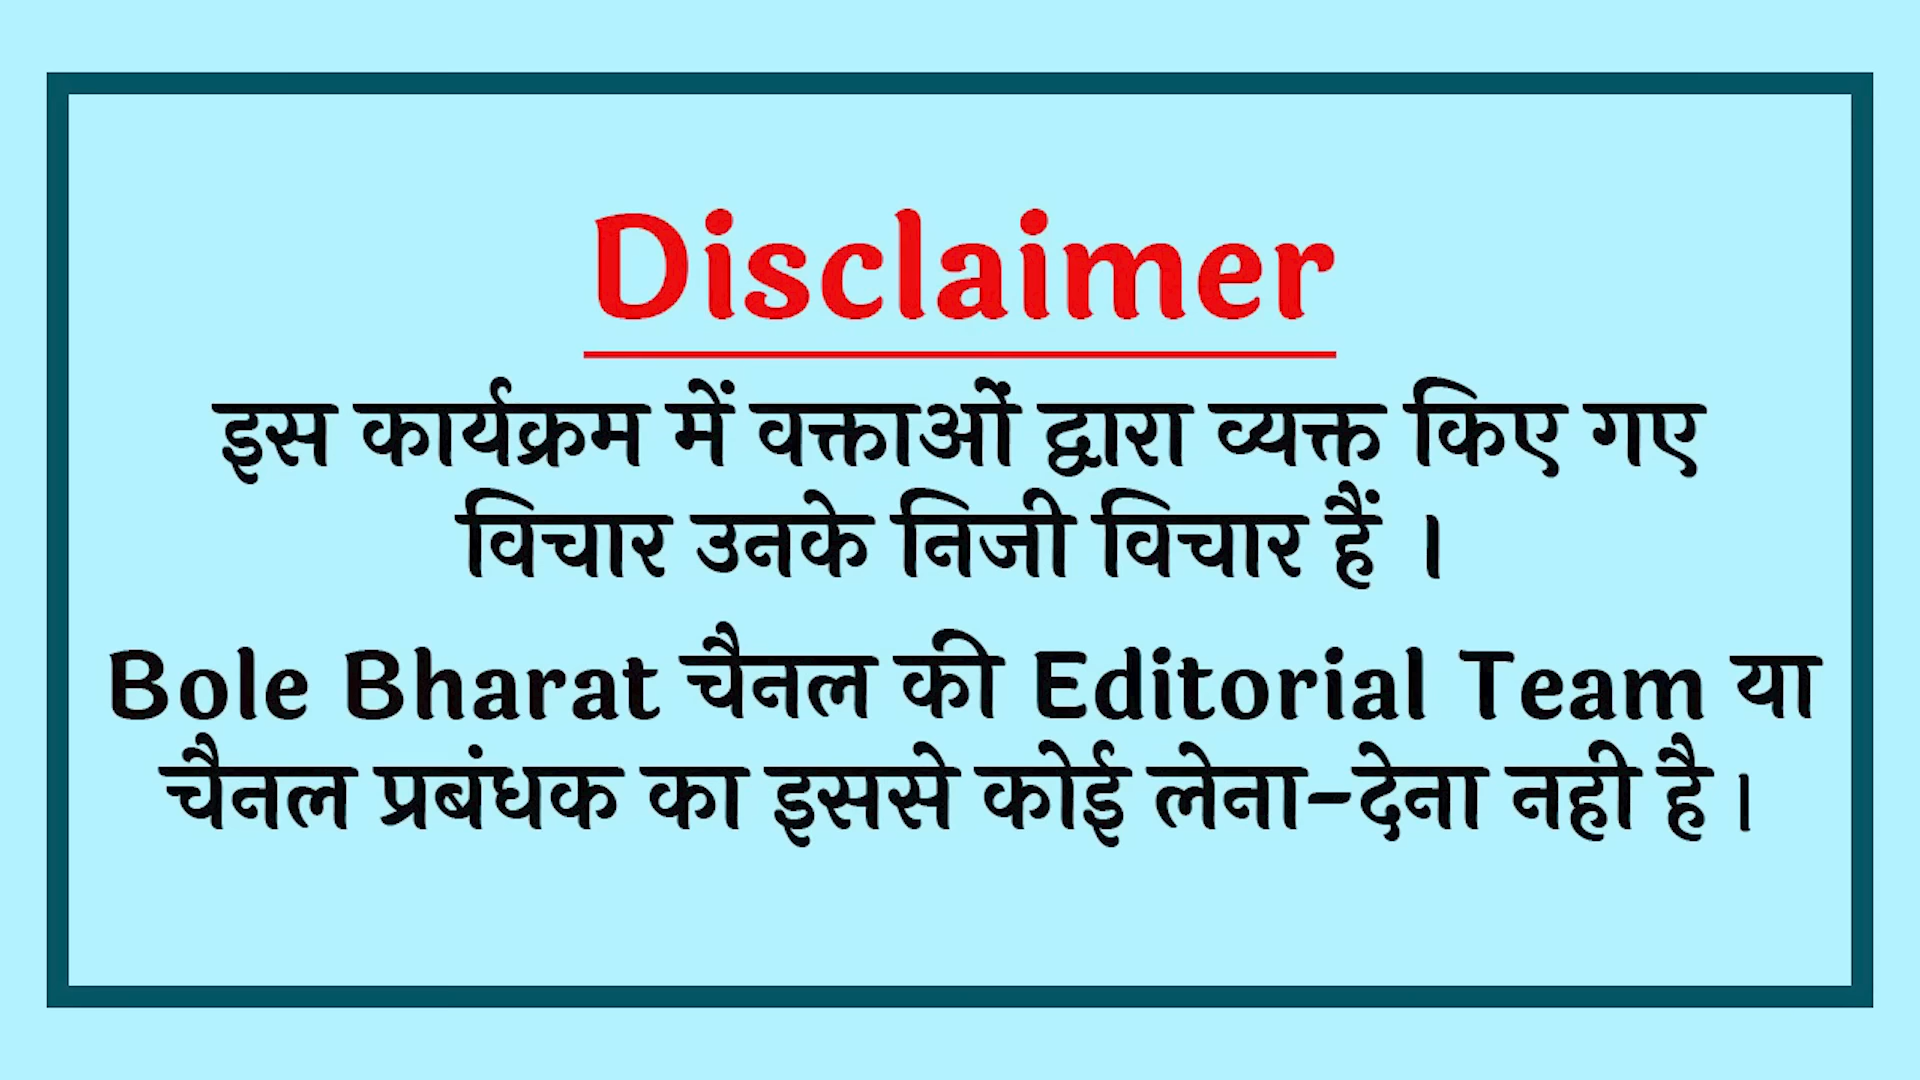 Disclaimer
इस कार्यक्रम में वक्ताओं द्वारा व्यक्त किए गए
विचार उनके निजी विचार हैं ।
Bole Bharat चैनल की Editorial Team या
चैनल प्रबंधक का इससे कोई लेना-देना नही है।